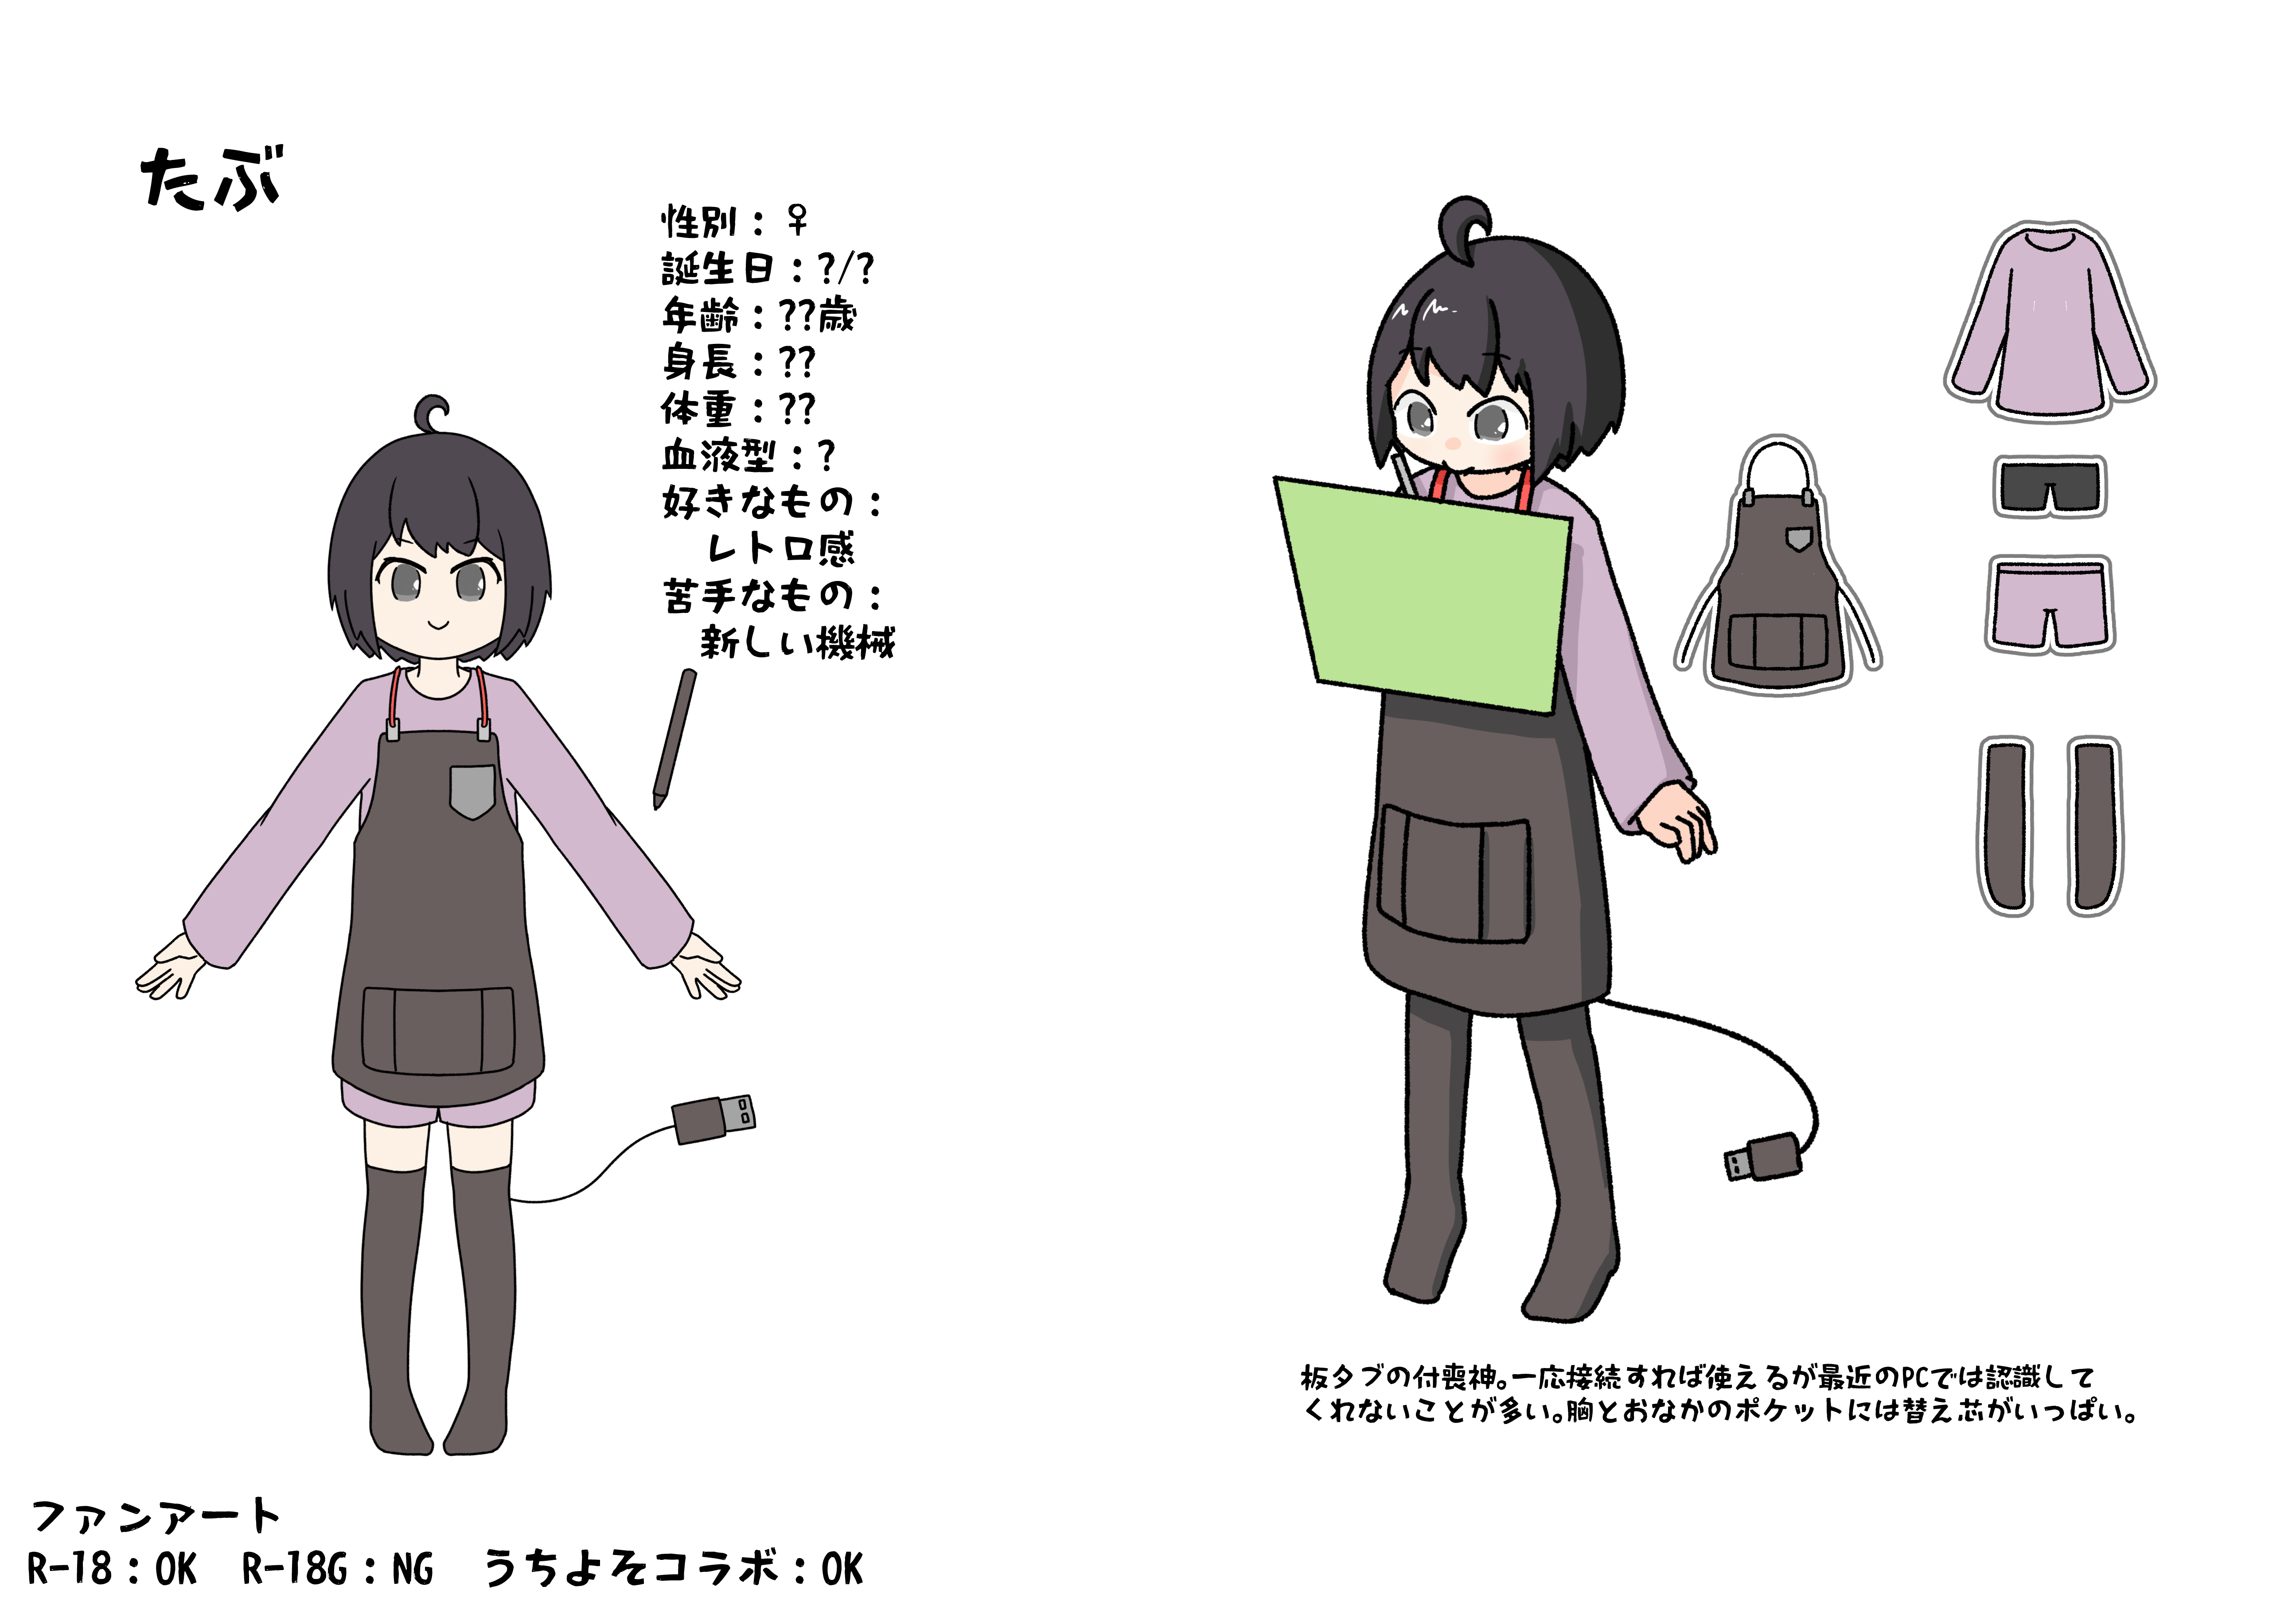 たぶ
性別：♀
誕生日：?/?
年齢：??歳
身長：??
体重：??
血液型：?
好きなもの：
レトロ感
苦手なもの：
新しい機械
板タブの付喪神。一応接続すれば使えるが最近のPCでは認識して
くれないことが多い。胸とおなかのポケットには替え芯がいっぱい。
ファンアート
R-18：OK　R-18G：NG　うちよそコラボ：OK